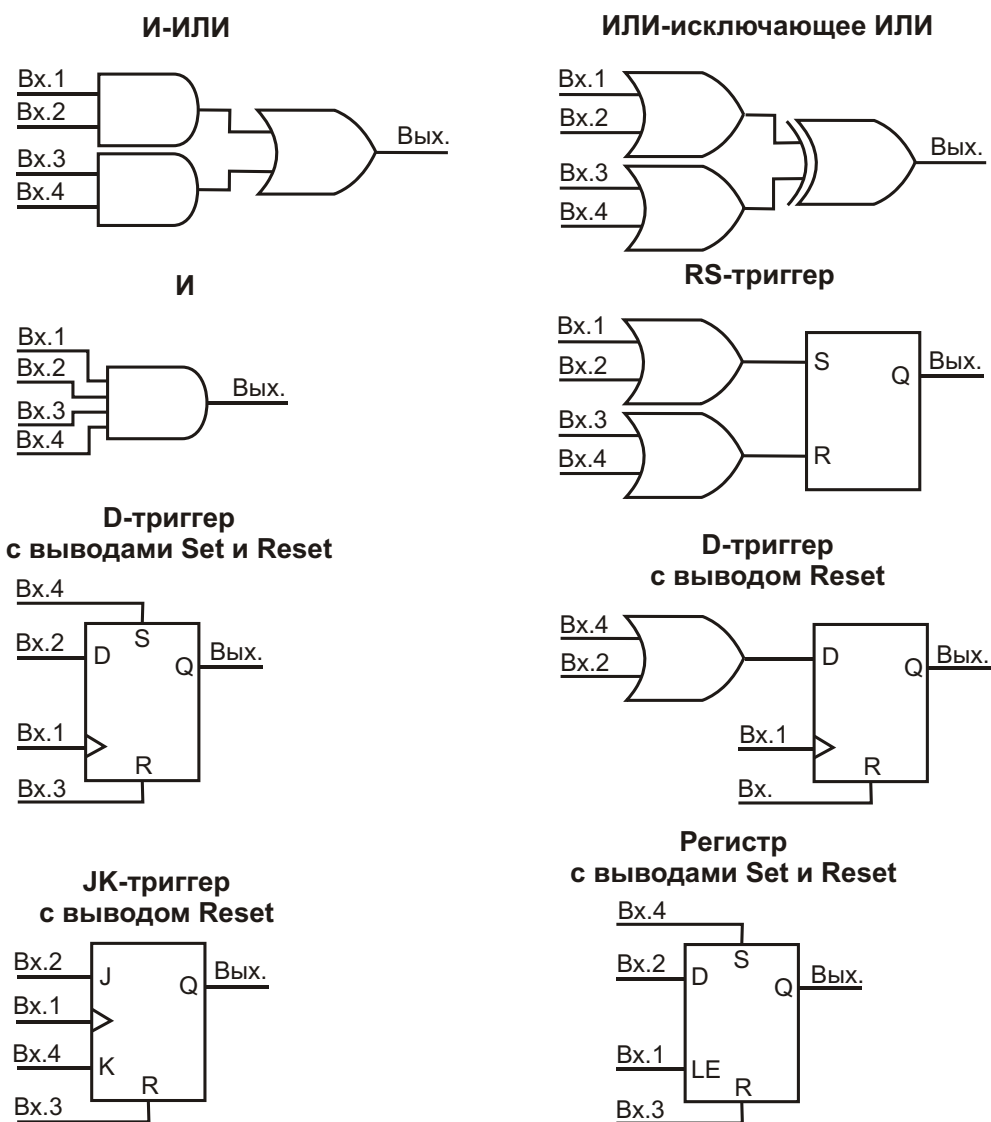 И-ИЛИ
Вх.1
Вх.2
Вх.3
Вх.4
Вых.
ИЛИ-исключающее ИЛИ
Вх.1
Вх.2
Вх.3
Вх.4
Вых.
И
Вх.1
Вх.2
Вх.3
Вх.4
Вых.
RS-триггер
Вх.1
Вх.2
Вх.3
Вх.4
S
R
Q
Вых.
D-триггер
с выводами Set и Reset
Вх.4
Вх.2
Вх.1
Вх.3
S
D
R
Q
Вых.
D-триггер
с выводом Reset
Вх.4
Вх.2
Вх.1
Вх.
D
R
Q
Вых.
JK-триггер
с выводом Reset
Вх.2
Вх.1
Вх.4
Вх.3
J
K
R
Q
Вых.
Регистр
с выводами Set и Reset
Вх.4
Вх.2
Вх.1
Вх.3
S
D
LE
R
Q
Вых.